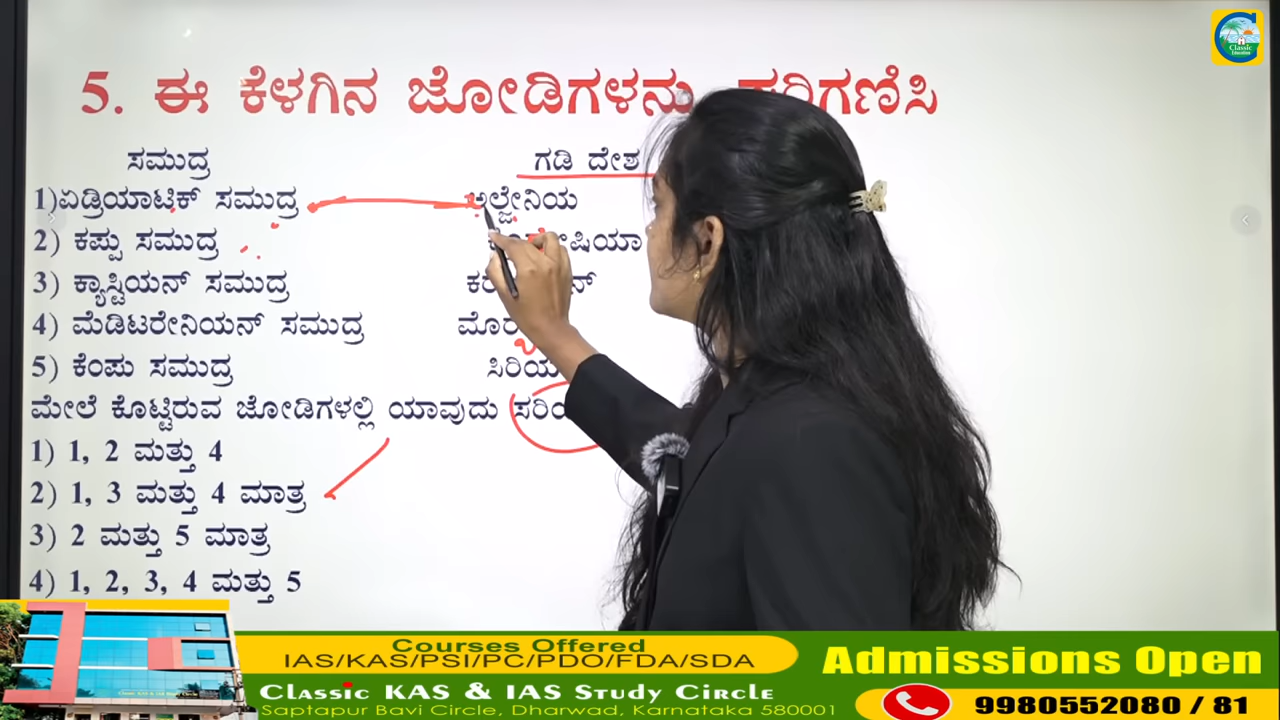 5. ಈ ಕೆಳಗಿನ ಜೋಡಿಗಳನು
ಸಮುದ್ರ ಗಡಿ ದೇಶ
1)ಏಡ್ರಿಯಾಟಿಕ್ ಸಮುದ್ರ ಅಲ್ಜೇನಿಯ
2) ಕಪ್ಪು ಸಮುದ್ರ
3) ಕ್ಯಾಸ್ಪಿಯನ್ ಸಮುದ್ರ
4) ಮೆಡಿಟರೇನಿಯನ್ ಸಮುದ್ರ
5) ಕೆಂಪು ಸಮುದ್ರ ಸಿರಿಯ
ಮೇಲೆ ಕೊಟ್ಟಿರುವ ಜೋಡಿಗಳಲ್ಲಿ ಯಾವುದು
1) 1, 2 ಮತ್ತು 4
2) 1, 3 ಮತ್ತು 4 ಮಾತ್ರ
3) 2 ಮತ್ತು 5 ಮಾತ್ರ
4) 1, 2, 3, 4 ಮತ್ತು 5
Classic
Education
Courses Offered
IAS/KAS/PSI/PC/PDO/FDA/SDA
Classic KAS & IAS Study Circle
Saptapur Bavi Circle, Dharwad, Karnataka 580001
Admissions Open
9980552080 / 81